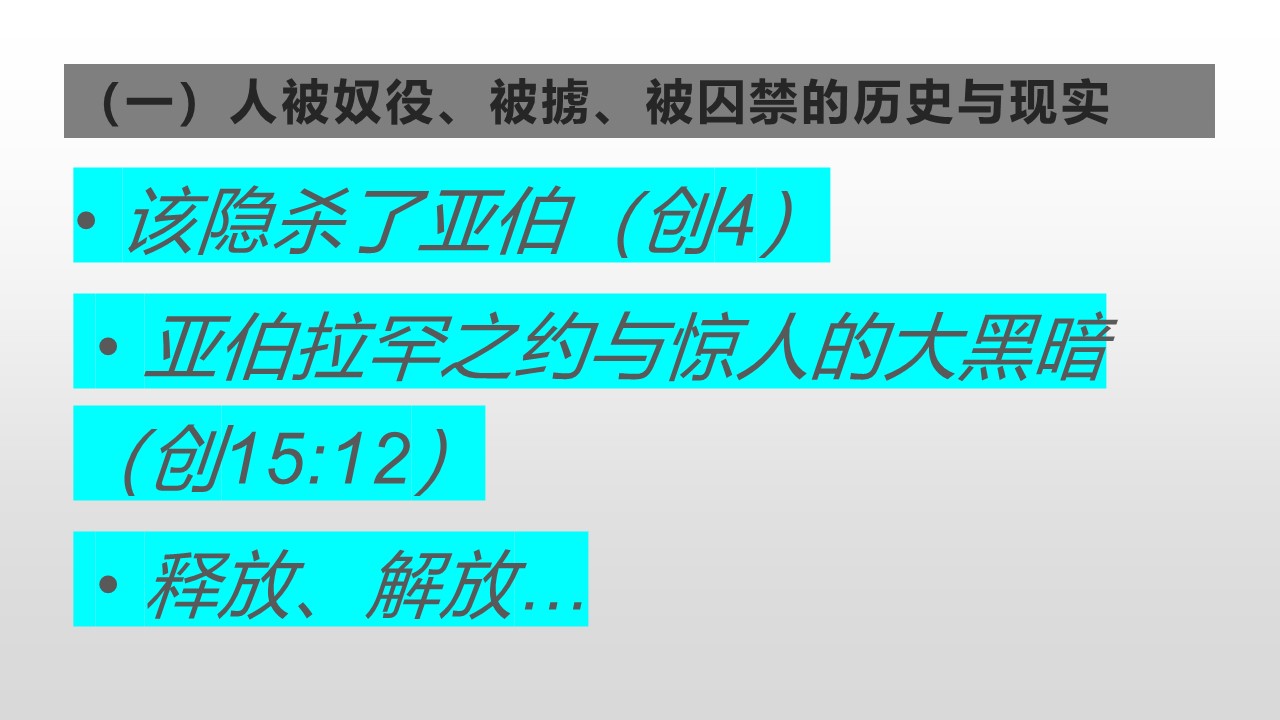 （一）人被奴役、被掳、被囚禁的历史与现实
• 该隐杀了亚伯（创4）
• 亚伯拉罕之约与惊人的大黑暗
（创15:12）
• 释放、解放…